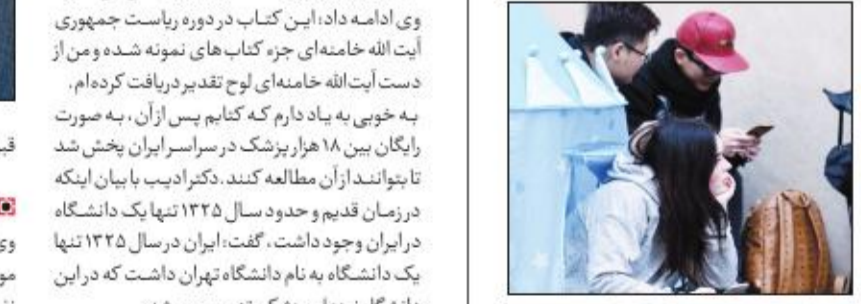 وی ادامه داد: این کتاب در دوره ریاست جمهوری
آیت الله خامنه‌ای جزء کتاب های نمونه شده و من از
دست آیت‌الله خامنه‌ای لوح تقدیر دریافت کرده‌ام.
به خوبی به یاد دارم که کتابم پس از آن، به صورت
رایگان بین ۱۸ هزار پزشک در سراسر ایران پخش شد
تا بتوانند از آن مطالعه کنند. دکتر ادیب با بیان اینکه
در زمان قدیم و حدود سال ۱۳۲۵ تنها یک دانشگاه
در ایران وجود داشت، گفت: ایران در سال ۱۳۲۵ تنها
یک دانشگاه به نام دانشگاه تهران داشت که در این
وی